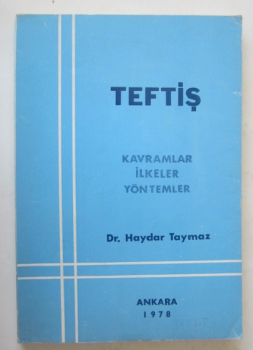 TEFTİŞ
KAVRAMLAR
İLKELER
YÖNTEMLER
Dr. Haydar Taymaz
ANKARA
1978